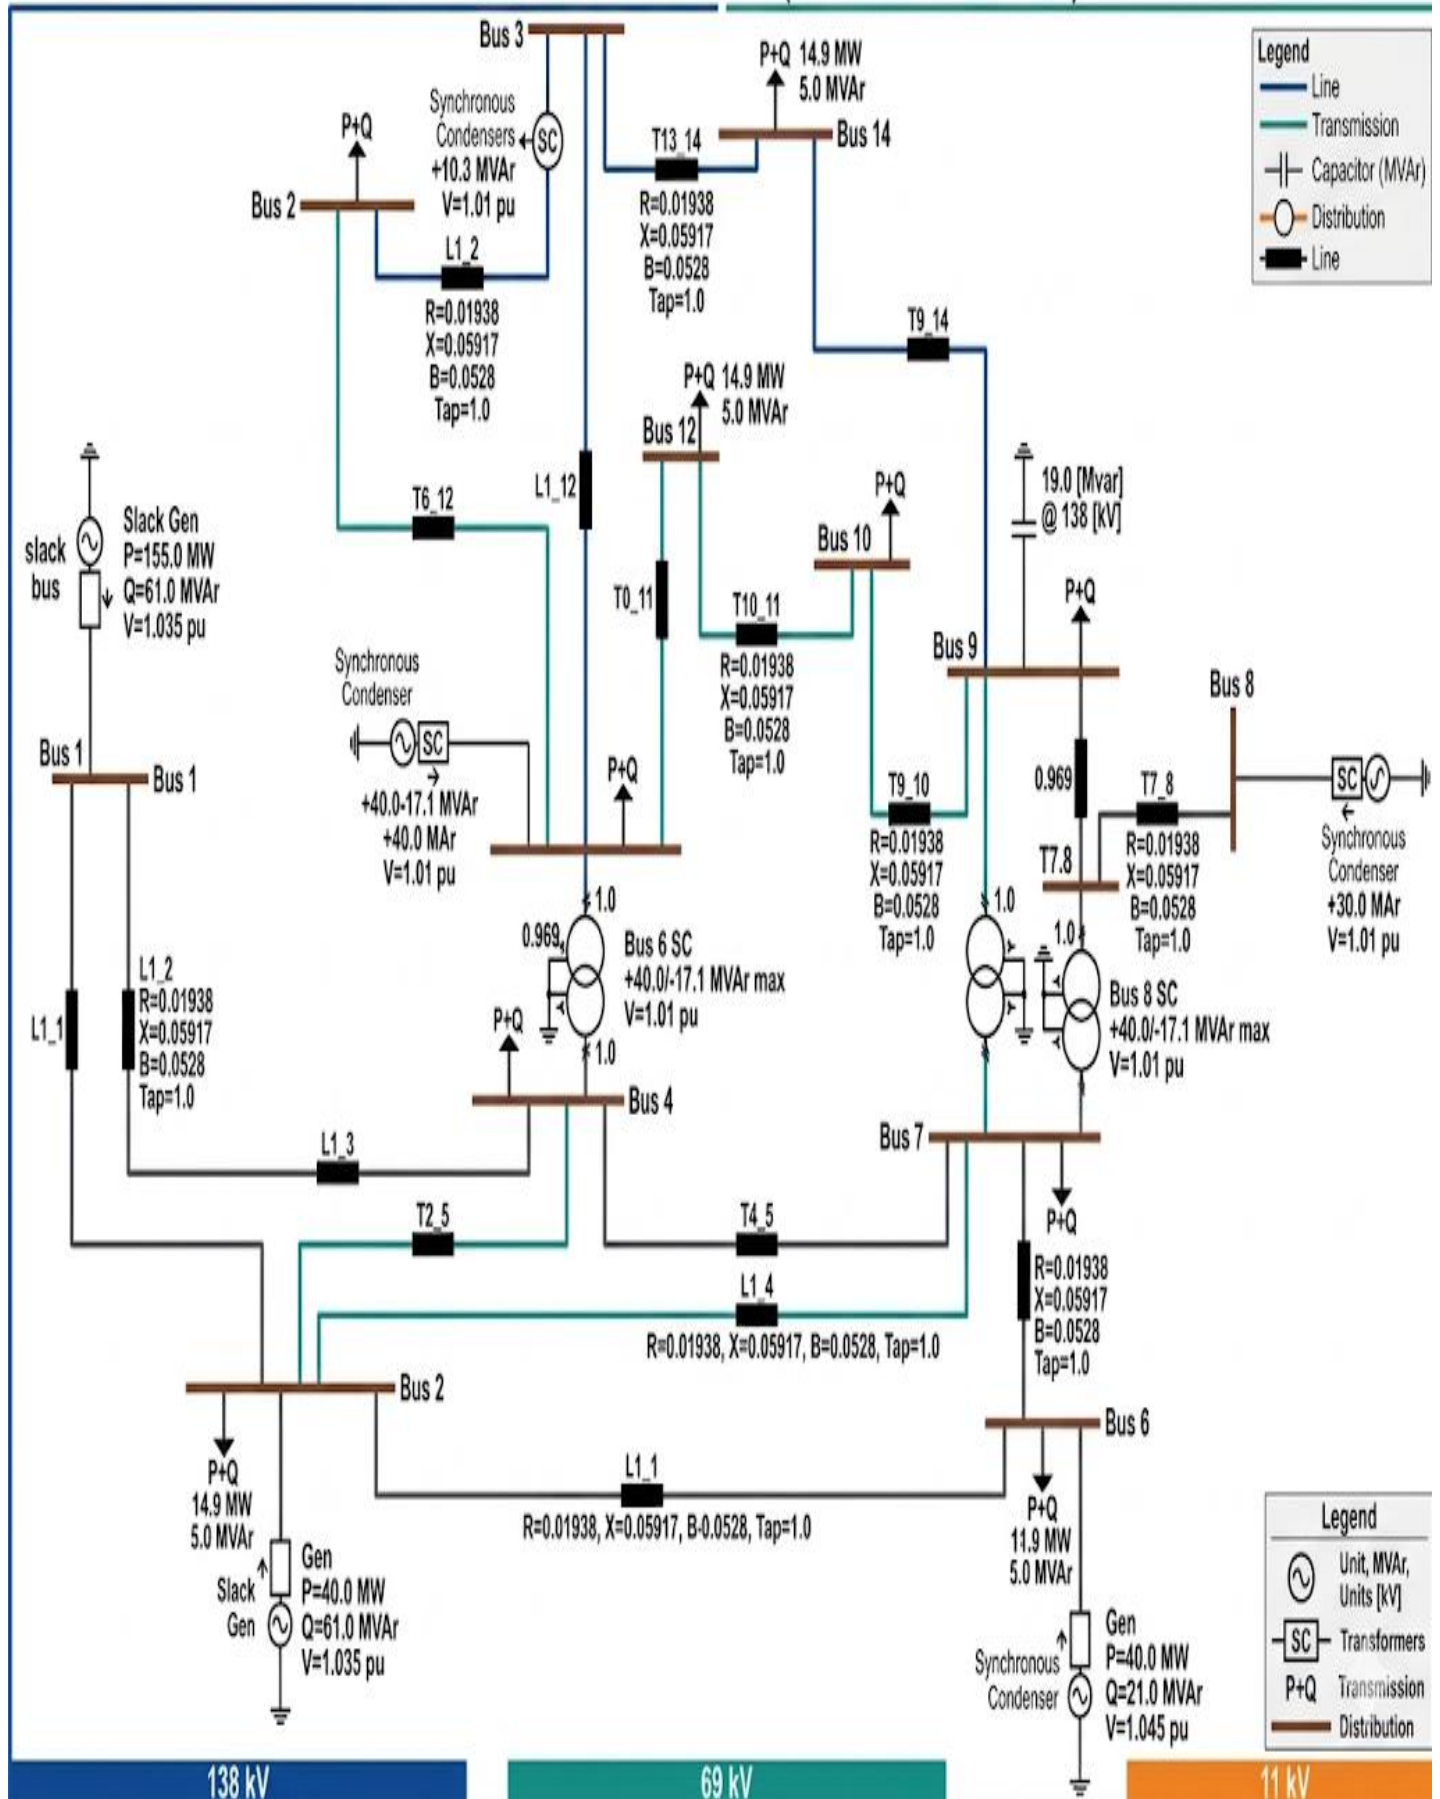 Bus 3
P+Q 14.9 MW
5.0 MVAr
Legend
Line
Transmission
Capacitor (MVAr)
Distribution
Line
Synchronous
Condensers
+10.3 MVAr
V=1.01 pu
SC
P+Q
Bus 2
T13_14
Bus 14
R=0.01938
X=0.05917
B=0.0528
Tap=1.0
L1_2
R=0.01938
X=0.05917
B=0.0528
Tap=1.0
T9_14
P+Q 14.9 MW
5.0 MVAr
Bus 12
L1_12
T6_12
19.0 [Mvar]
@ 138 [kV]
P+Q
Bus 10
slack
bus
Slack Gen
P=155.0 MW
Q=61.0 MVAr
V=1.035 pu
T0_11
T10_11
R=0.01938
X=0.05917
B=0.0528
Tap=1.0
P+Q
Bus 9
Bus 8
Synchronous
Condenser
SC
+40.0-17.1 MVAr
+40.0 MAr
V=1.01 pu
P+Q
Bus 1
Bus 1
T9_10
R=0.01938
X=0.05917
B=0.0528
Tap=1.0
0.969
T7_8
T7.8
R=0.01938
X=0.05917
B=0.0528
Tap=1.0
SC
Synchronous
Condenser
+30.0 MAr
V=1.01 pu
1.0
0.969
Bus 6 SC
+40.0/-17.1 MVAr max
V=1.01 pu
1.0
1.0
1.0
Bus 8 SC
+40.0/-17.1 MVAr max
V=1.01 pu
L1_1
L1_2
R=0.01938
X=0.05917
B=0.0528
Tap=1.0
P+Q
Bus 4
Bus 7
L1_3
T2_5
T4_5
P+Q
L1_4
R=0.01938, X=0.05917, B=0.0528, Tap=1.0
R=0.01938
X=0.05917
B=0.0528
Tap=1.0
Bus 2
Bus 6
P+Q
14.9 MW
5.0 MVAr
L1_1
R=0.01938, X=0.05917, B-0.0528, Tap=1.0
P+Q
11.9 MW
5.0 MVAr
Slack
Gen
Gen
P=40.0 MW
Q=61.0 MVAr
V=1.035 pu
Synchronous
Condenser
Gen
P=40.0 MW
Q=21.0 MVAr
V=1.045 pu
Legend
Unit, MVAr,
Units [kV]
SC
Transformers
P+Q
Transmission
Distribution
138 kV
69 kV
11 kV